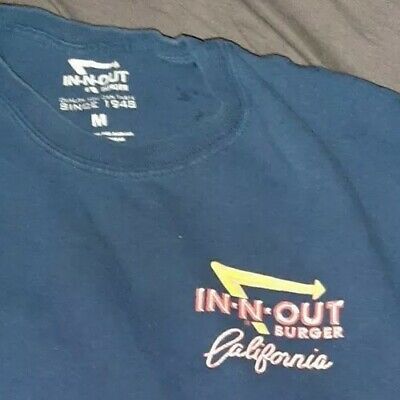 IN-N-OUT
BURGER
SINCE 1948
M
IN-N-OUT
BURGER
California